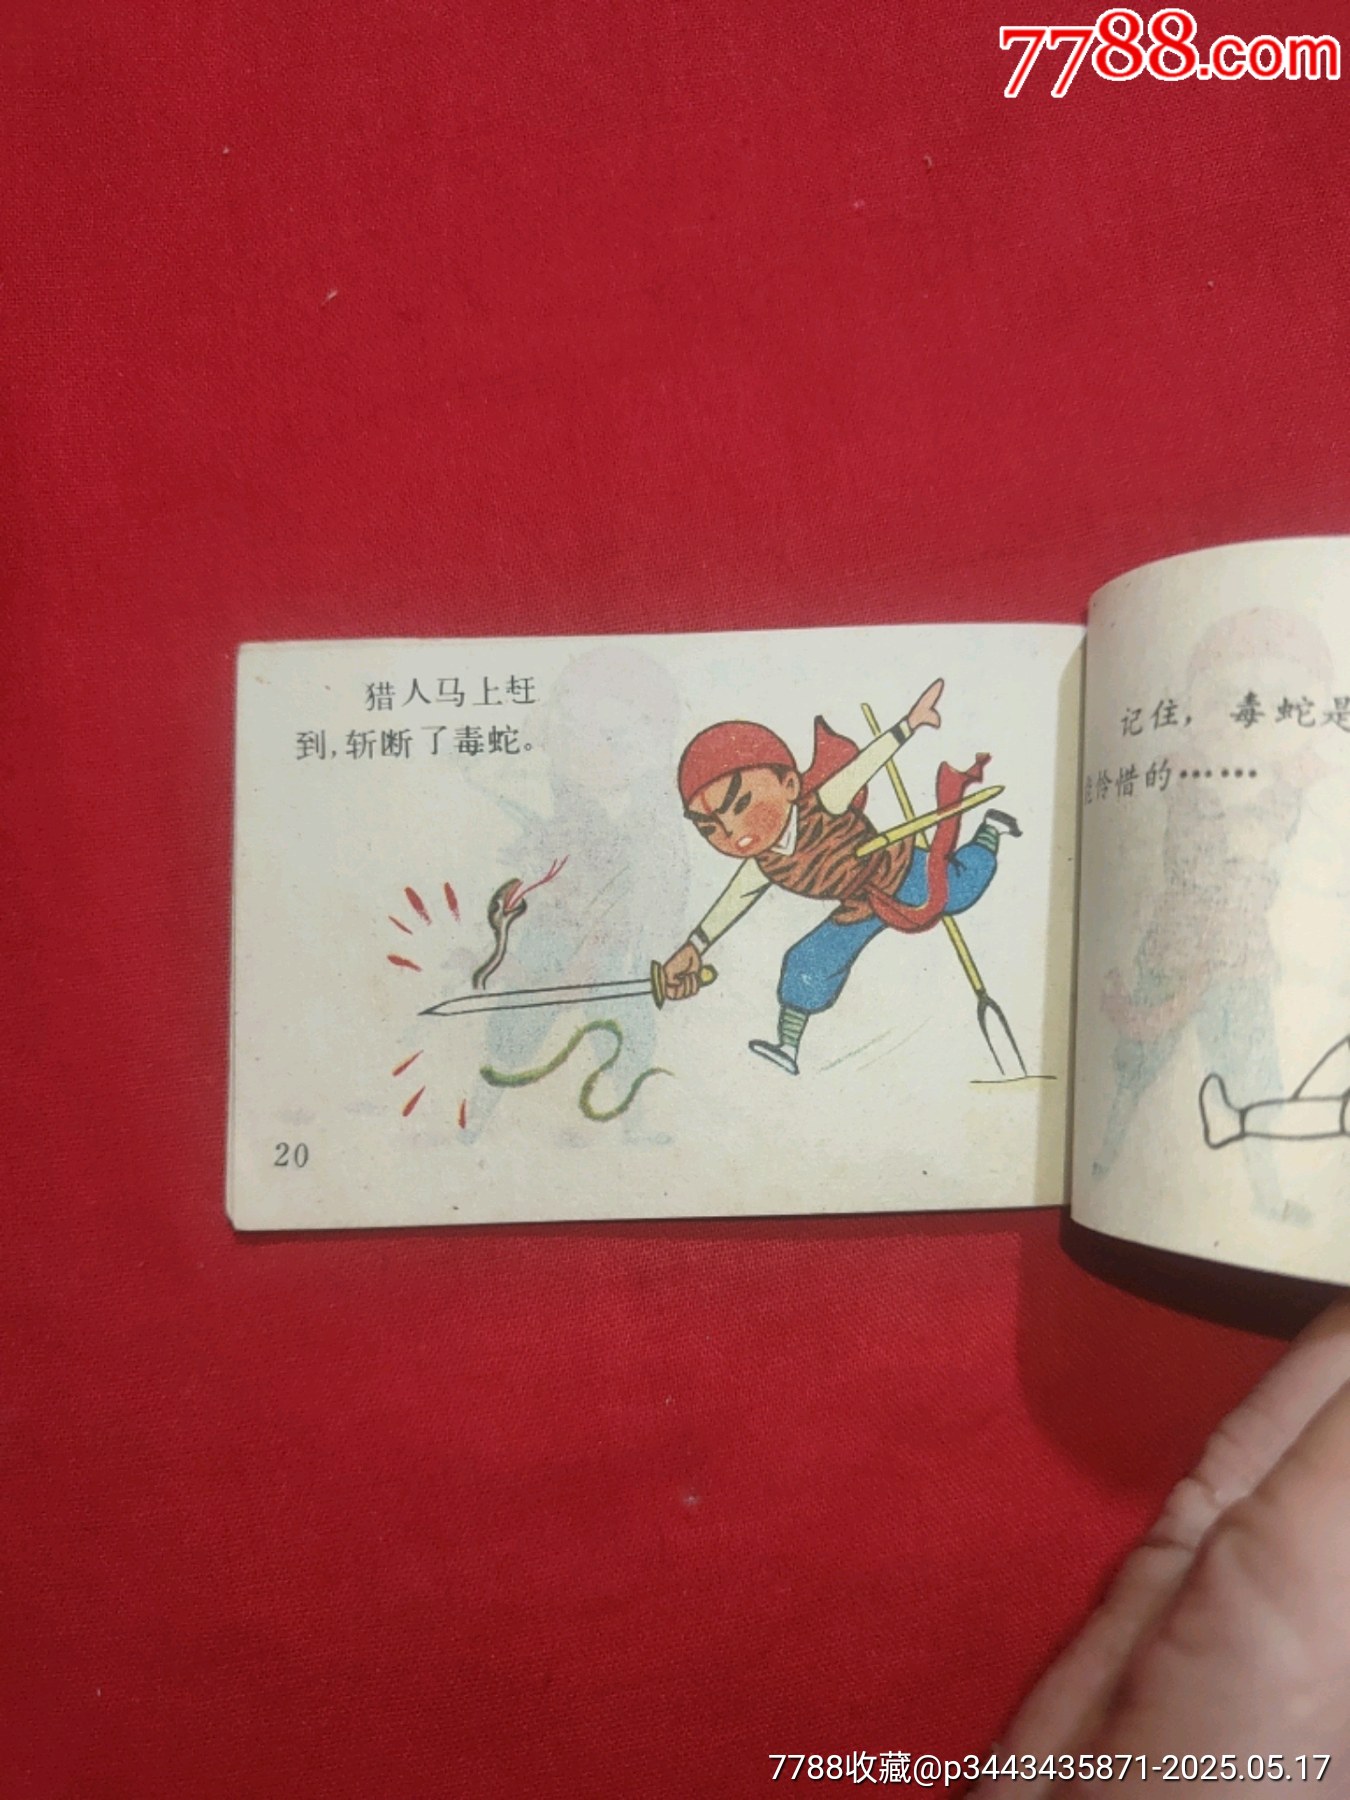 7788.com
猎人马上赶
到，斩断了毒蛇。
20
记住，毒蛇是
怜惜的……
7788收藏@p3443435871-2025.05.17